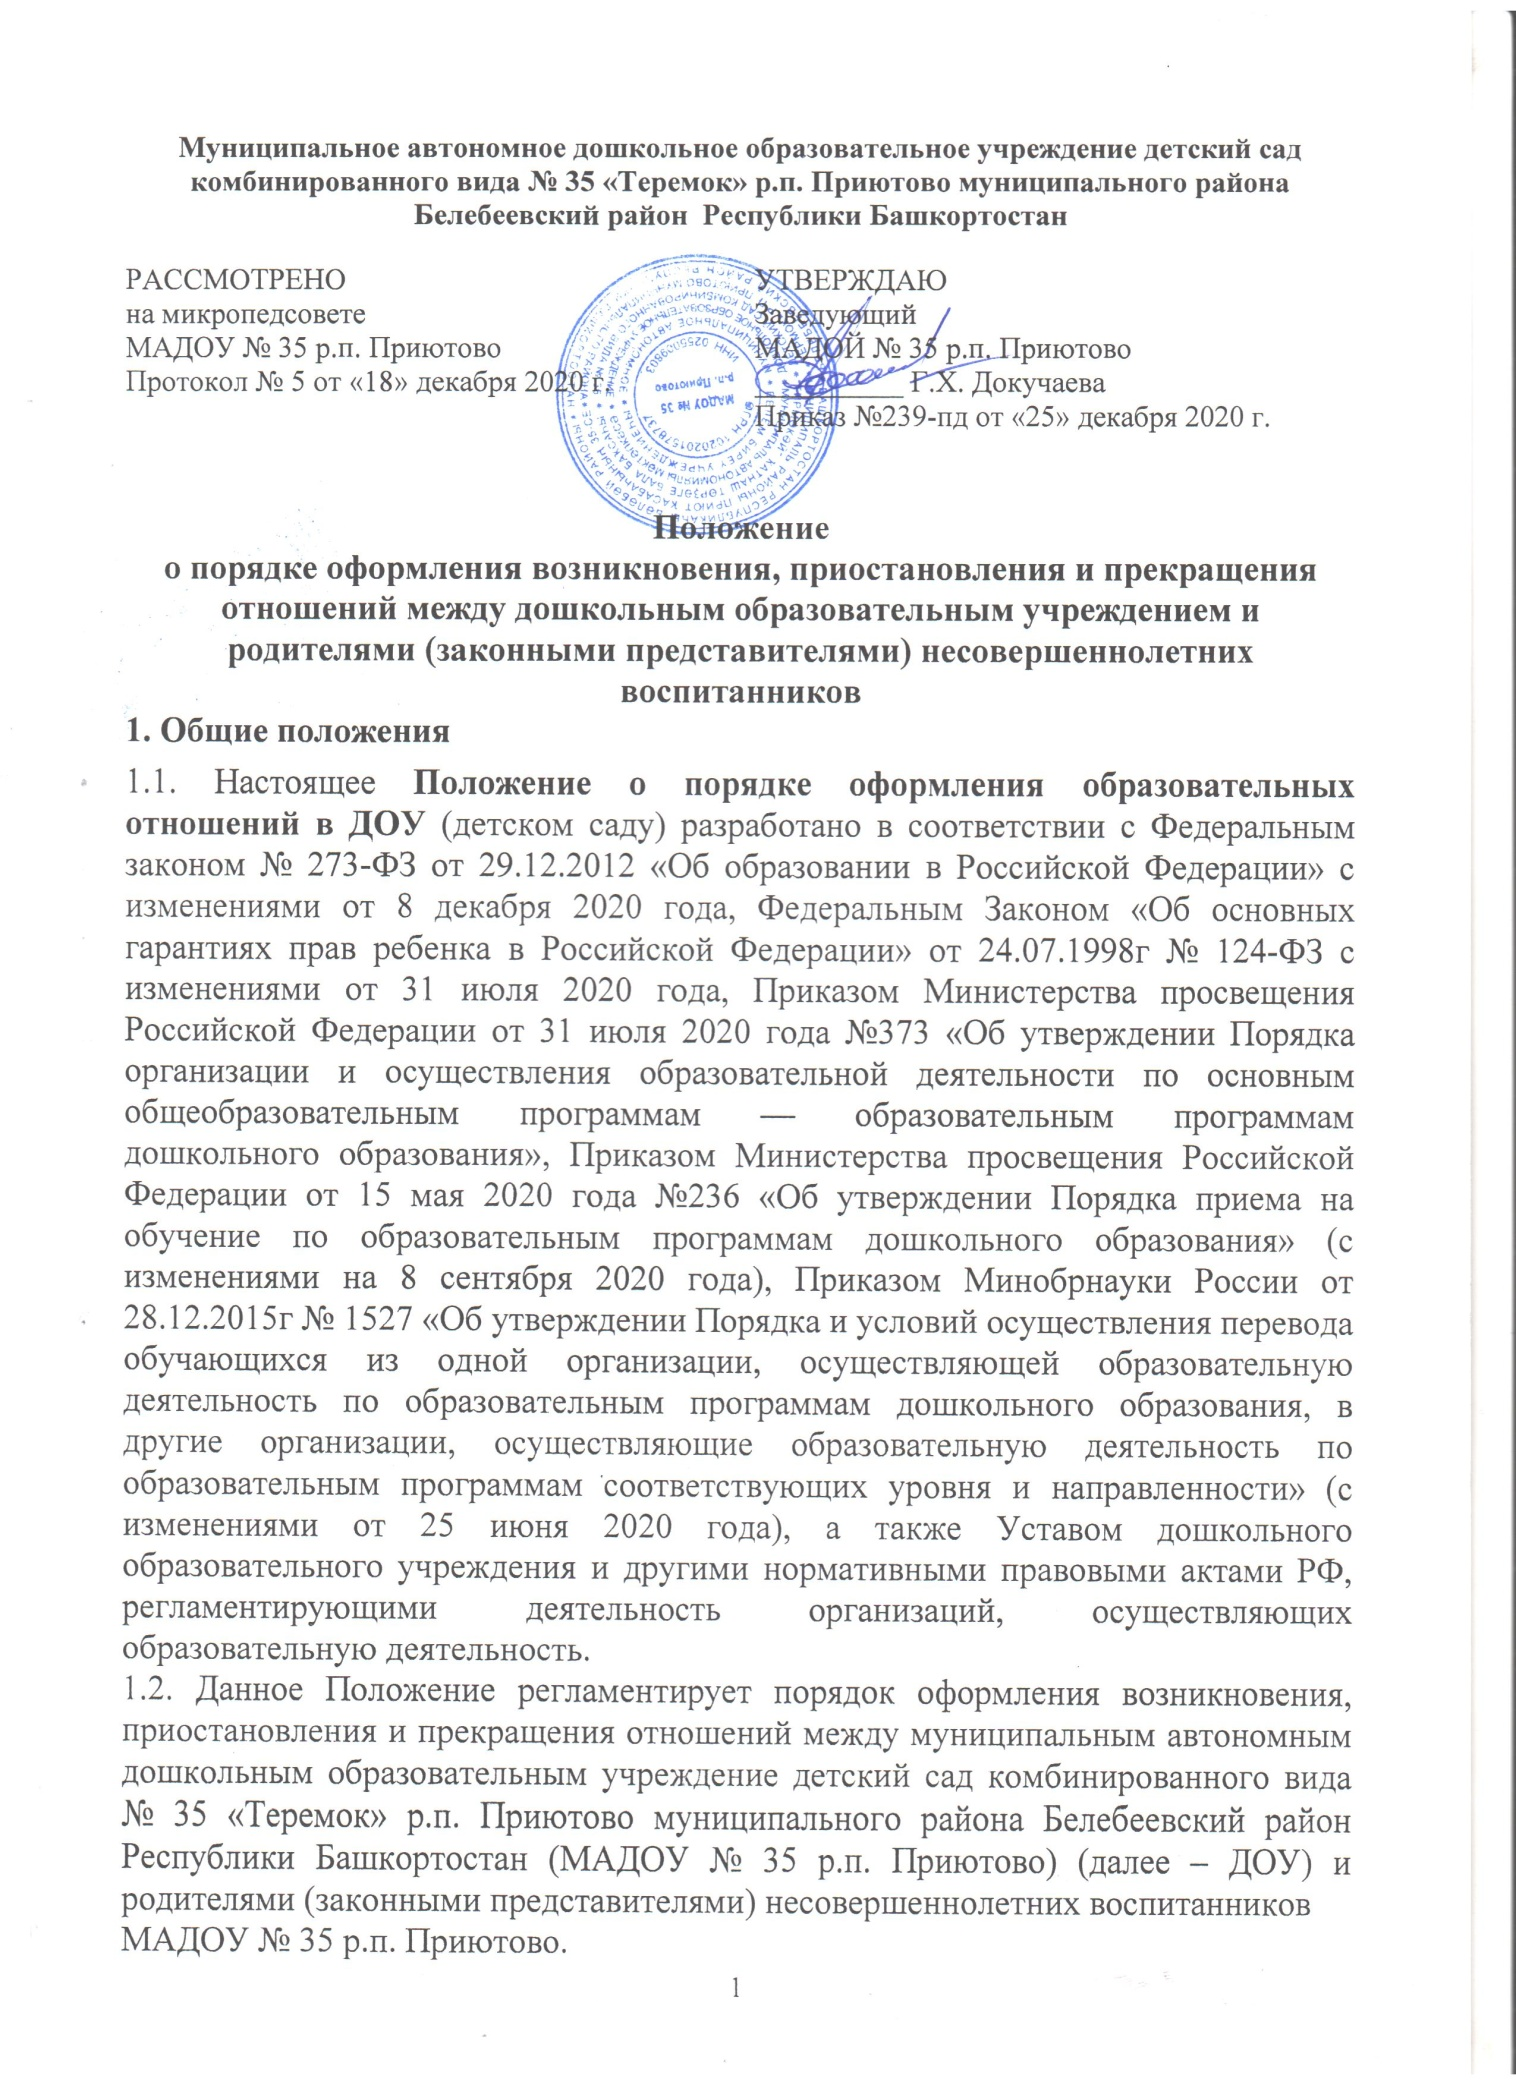 Муниципальное автономное дошкольное образовательное учреждение детский сад
комбинированного вида № 35 «Теремок» р.п. Приютово муниципального района
Белебеевский район Республики Башкортостан
РАССМОТРЕНО
на микропедсовете
МАДОУ № 35 р.п. Приютово
Протокол № 5 от «18» декабря 2020 г.
УТВЕРЖДАЮ
Заведующий
МАДОЙ № 35 р.п. Приютово
__________ Г.Х. Докучаева
Приказ №239-пд от «25» декабря 2020 г.
МАДОУ № 35
р.п. Приютово
Положение
о порядке оформления возникновения, приостановления и прекращения
отношений между дошкольным образовательным учреждением и
родителями (законными представителями) несовершеннолетних
воспитанников
1. Общие положения
1.1. Настоящее Положение о порядке оформления образовательных
отношений в ДОУ (детском саду) разработано в соответствии с Федеральным
законом № 273-ФЗ от 29.12.2012 «Об образовании в Российской Федерации» с
изменениями от 8 декабря 2020 года, Федеральным Законом «Об основных
гарантиях прав ребенка в Российской Федерации» от 24.07.1998г № 124-ФЗ с
изменениями от 31 июля 2020 года, Приказом Министерства просвещения
Российской Федерации от 31 июля 2020 года №373 «Об утверждении Порядка
организации и осуществления образовательной деятельности по основным
общеобразовательным программам — образовательным программам
дошкольного образования», Приказом Министерства просвещения Российской
Федерации от 15 мая 2020 года №236 «Об утверждении Порядка приема на
обучение по образовательным программам дошкольного образования» (с
изменениями на 8 сентября 2020 года), Приказом Минобрнауки России от
28.12.2015г № 1527 «Об утверждении Порядка и условий осуществления перевода
обучающихся из одной организации, осуществляющей образовательную
деятельность по образовательным программам дошкольного образования, в
другие организации, осуществляющие образовательную деятельность по
образовательным программам соответствующих уровня и направленности» (с
изменениями от 25 июня 2020 года), а также Уставом дошкольного
образовательного учреждения и другими нормативными правовыми актами РФ,
регламентирующими деятельность организаций, осуществляющих
образовательную деятельность.
1.2. Данное Положение регламентирует порядок оформления возникновения,
приостановления и прекращения отношений между муниципальным автономным
дошкольным образовательным учреждение детский сад комбинированного вида
№ 35 «Теремок» р.п. Приютово муниципального района Белебеевский район
Республики Башкортостан (МАДОУ № 35 р.п. Приютово) (далее – ДОУ) и
родителями (законными представителями) несовершеннолетних воспитанников
МАДОУ № 35 р.п. Приютово.
1